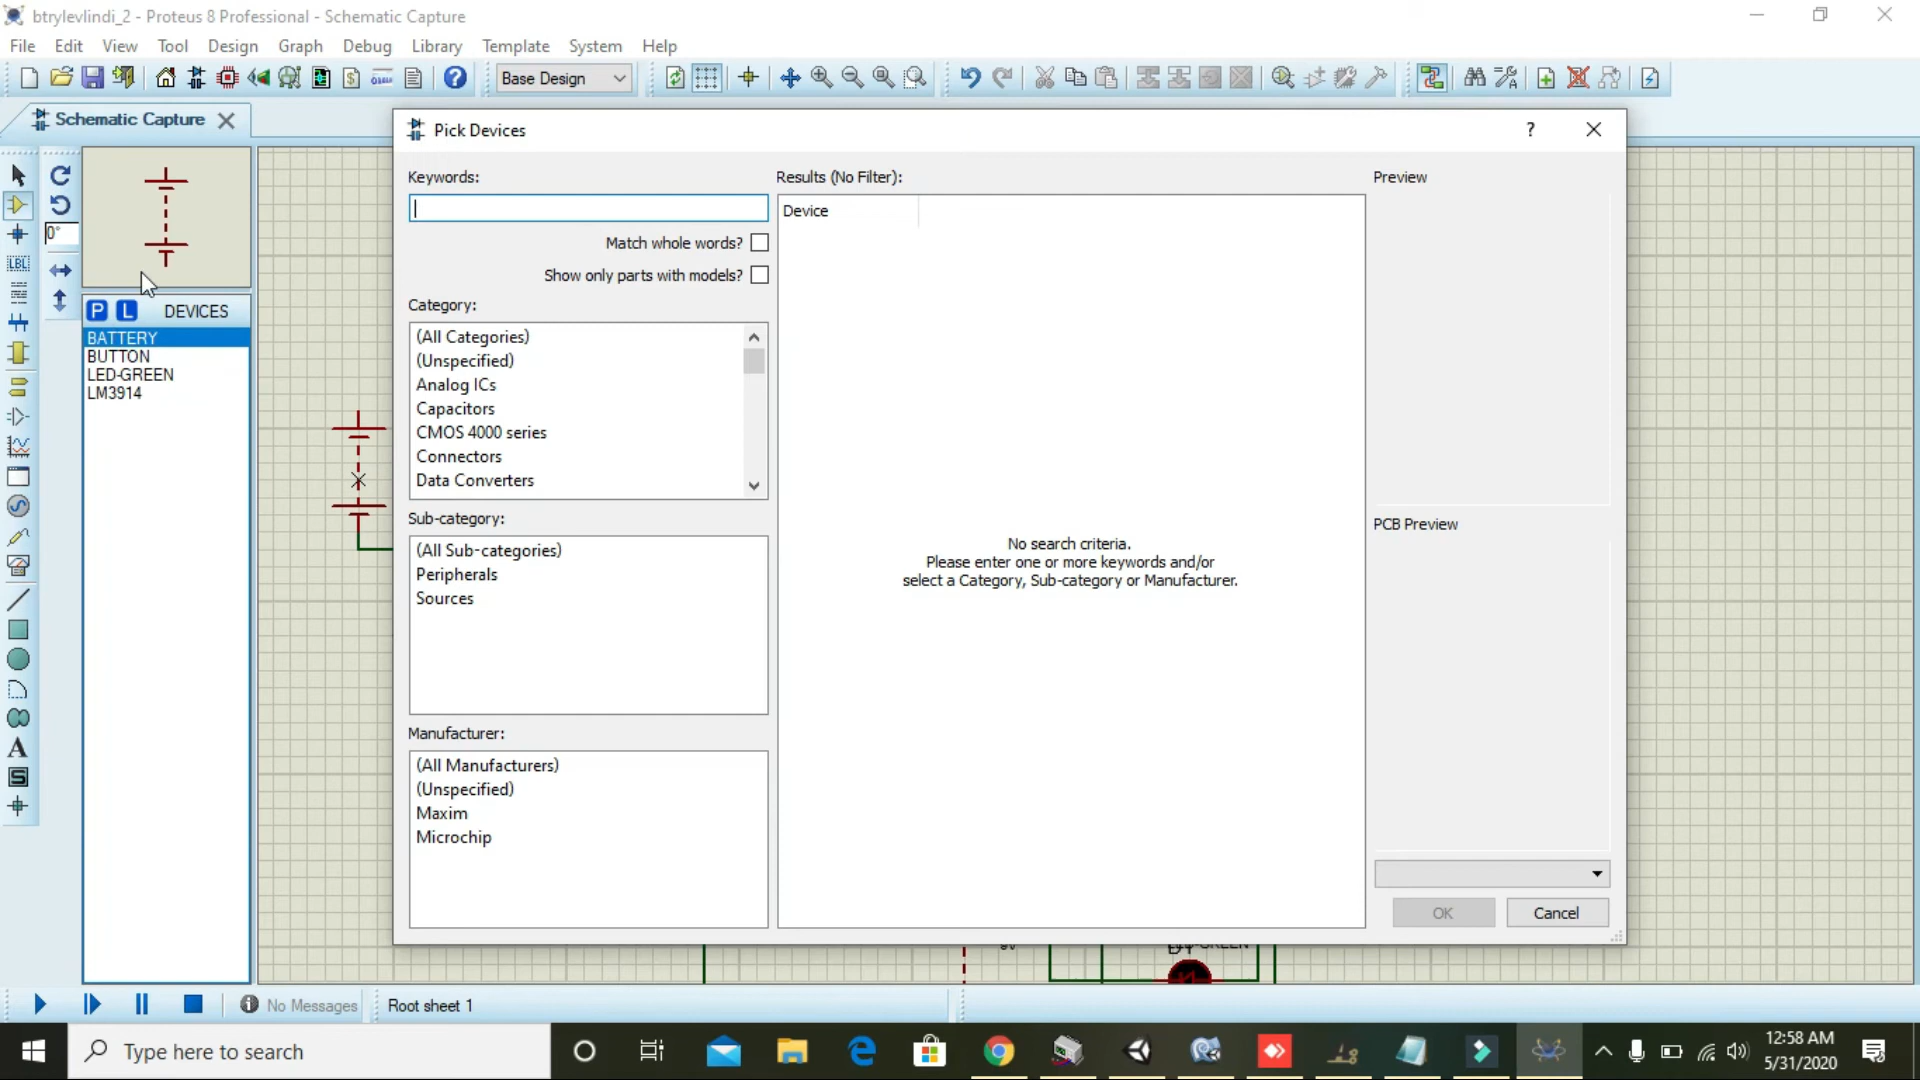 btrylevlindi_2 - Proteus 8 Professional - Schematic Capture
File Edit View Tool Design Graph Debug Library Template System Help
Base Design
Schematic Capture
Pick Devices
?
Keywords:
Results (No Filter):
Preview
Device
0°
Match whole words?
Show only parts with models?
LBL
Category:
P L DEVICES
BATTERY
BUTTON
LED-GREEN
LM3914
(All Categories)
(Unspecified)
Analog ICs
Capacitors
CMOS 4000 series
Connectors
Data Converters
Sub-category:
PCB Preview
(All Sub-categories)
Peripherals
Sources
No search criteria.
Please enter one or more keywords and/or
select a Category, Sub-category or Manufacturer.
Manufacturer:
(All Manufacturers)
(Unspecified)
Maxim
Microchip
A
S
OK
Cancel
No Messages
Root sheet 1
Type here to search
12:58 AM
5/31/2020